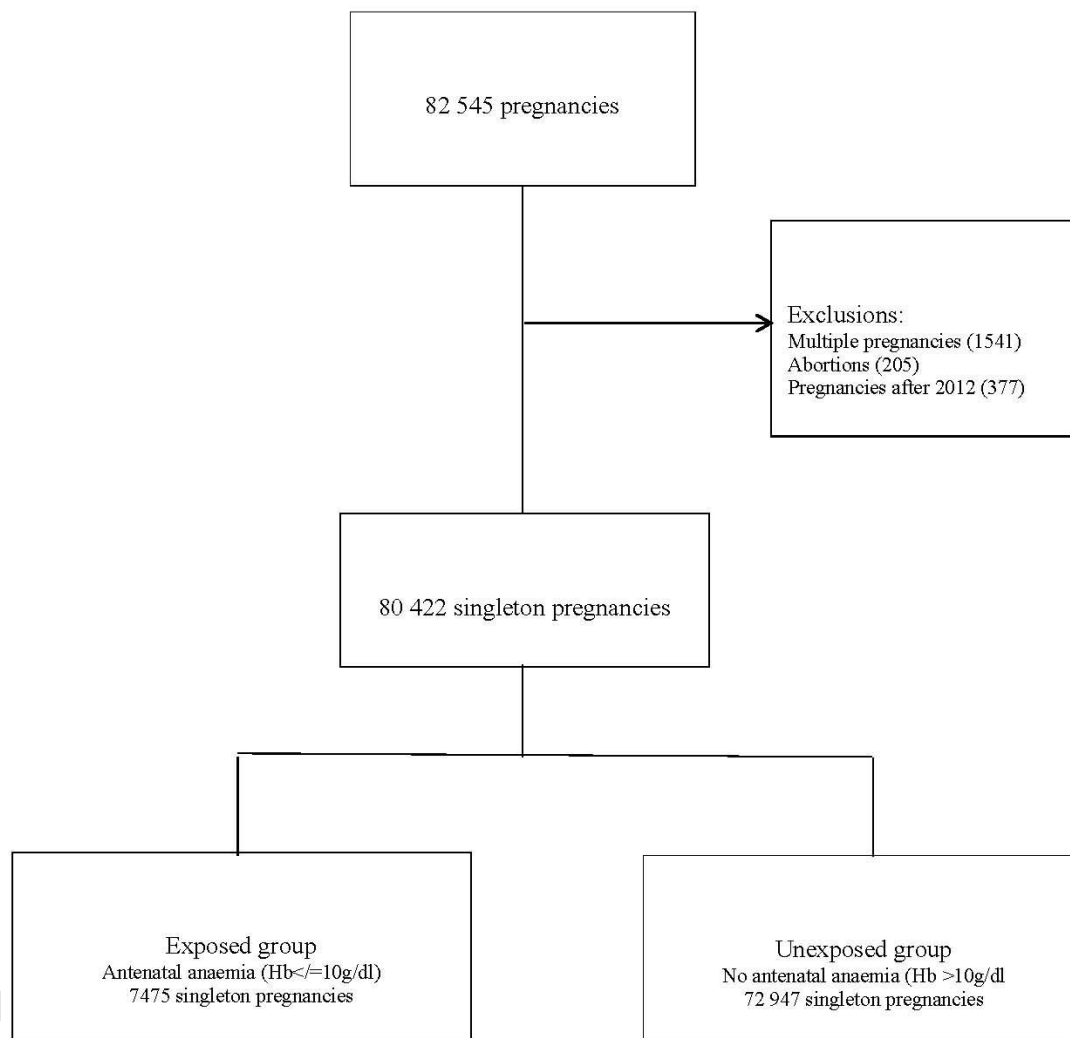 82 545 pregnancies
Exclusions:
Multiple pregnancies (1541)
Abortions (205)
Pregnancies after 2012 (377)
80 422 singleton pregnancies
Exposed group
Antenatal anaemia (Hb</=10g/dl)
7475 singleton pregnancies
Unexposed group
No antenatal anaemia (Hb >10g/dl
72 947 singleton pregnancies